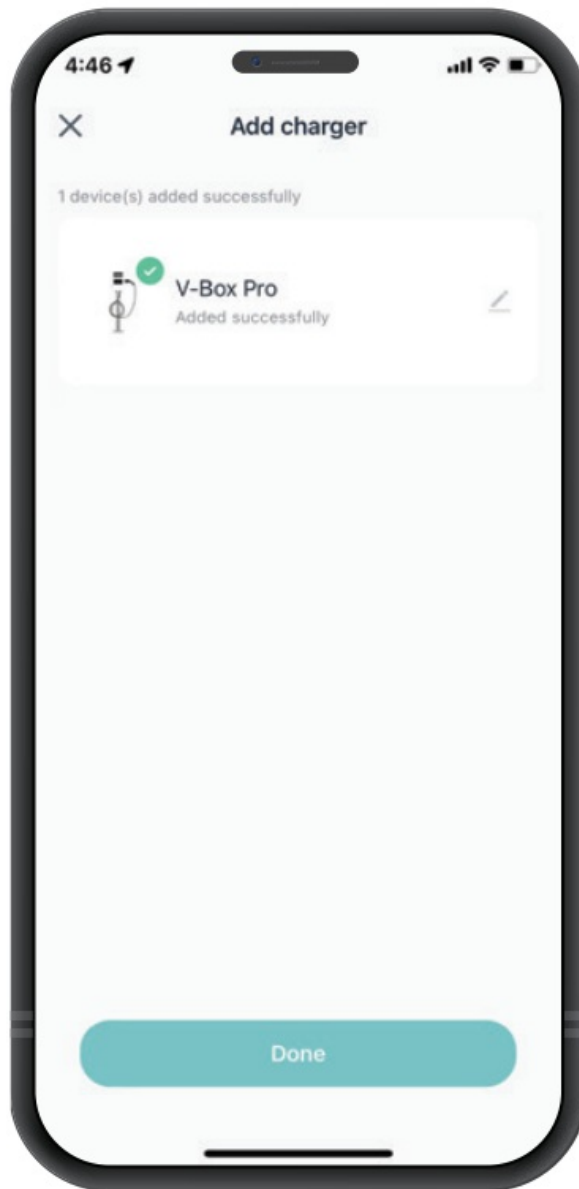 4:46
Add charger
1 device(s) added successfully
V-Box Pro
Added successfully
Done